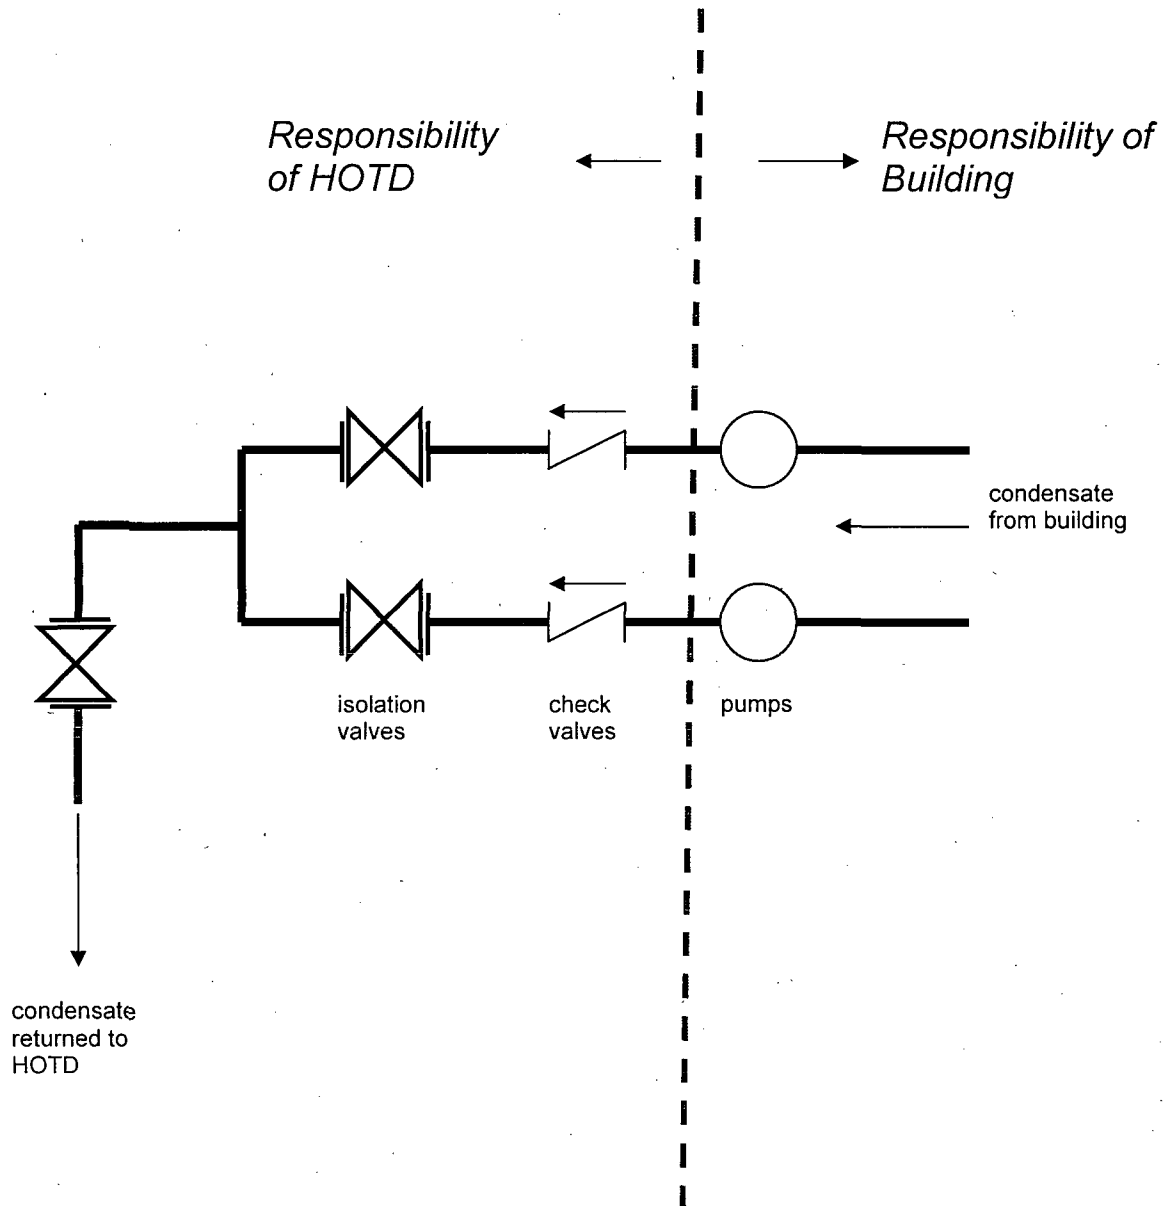 Responsibility
of HOTD
Responsibility of
Building
condensate
from building
isolation
valves
check
valves
pumps
condensate
returned to
HOTD